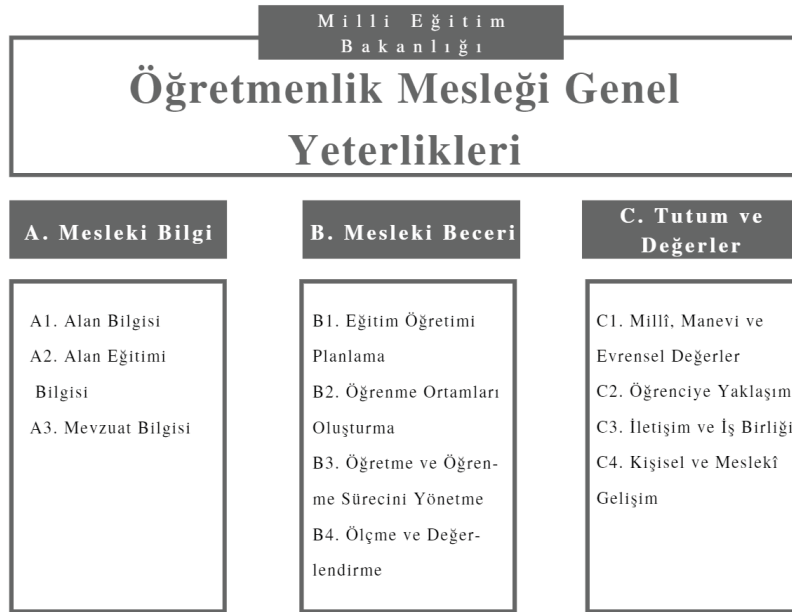 Milli Eğitim
Bakanlığı
Öğretmenlik Mesleği Genel
Yeterlikleri
A. Mesleki Bilgi
A1. Alan Bilgisi
A2. Alan Eğitimi
Bilgisi
A3. Mevzuat Bilgisi
B. Mesleki Beceri
B1. Eğitim Öğretimi
Planlama
B2. Öğrenme Ortamları
Oluşturma
B3. Öğretme ve Öğren-
me Sürecini Yönetme
B4. Ölçme ve Değer-
lendirme
C. Tutum ve
Değerler
C1. Millî, Manevi ve
Evrensel Değerler
C2. Öğrenciye Yaklaşım
C3. İletişim ve İş Birliği
C4. Kişisel ve Meslekî
Gelişim